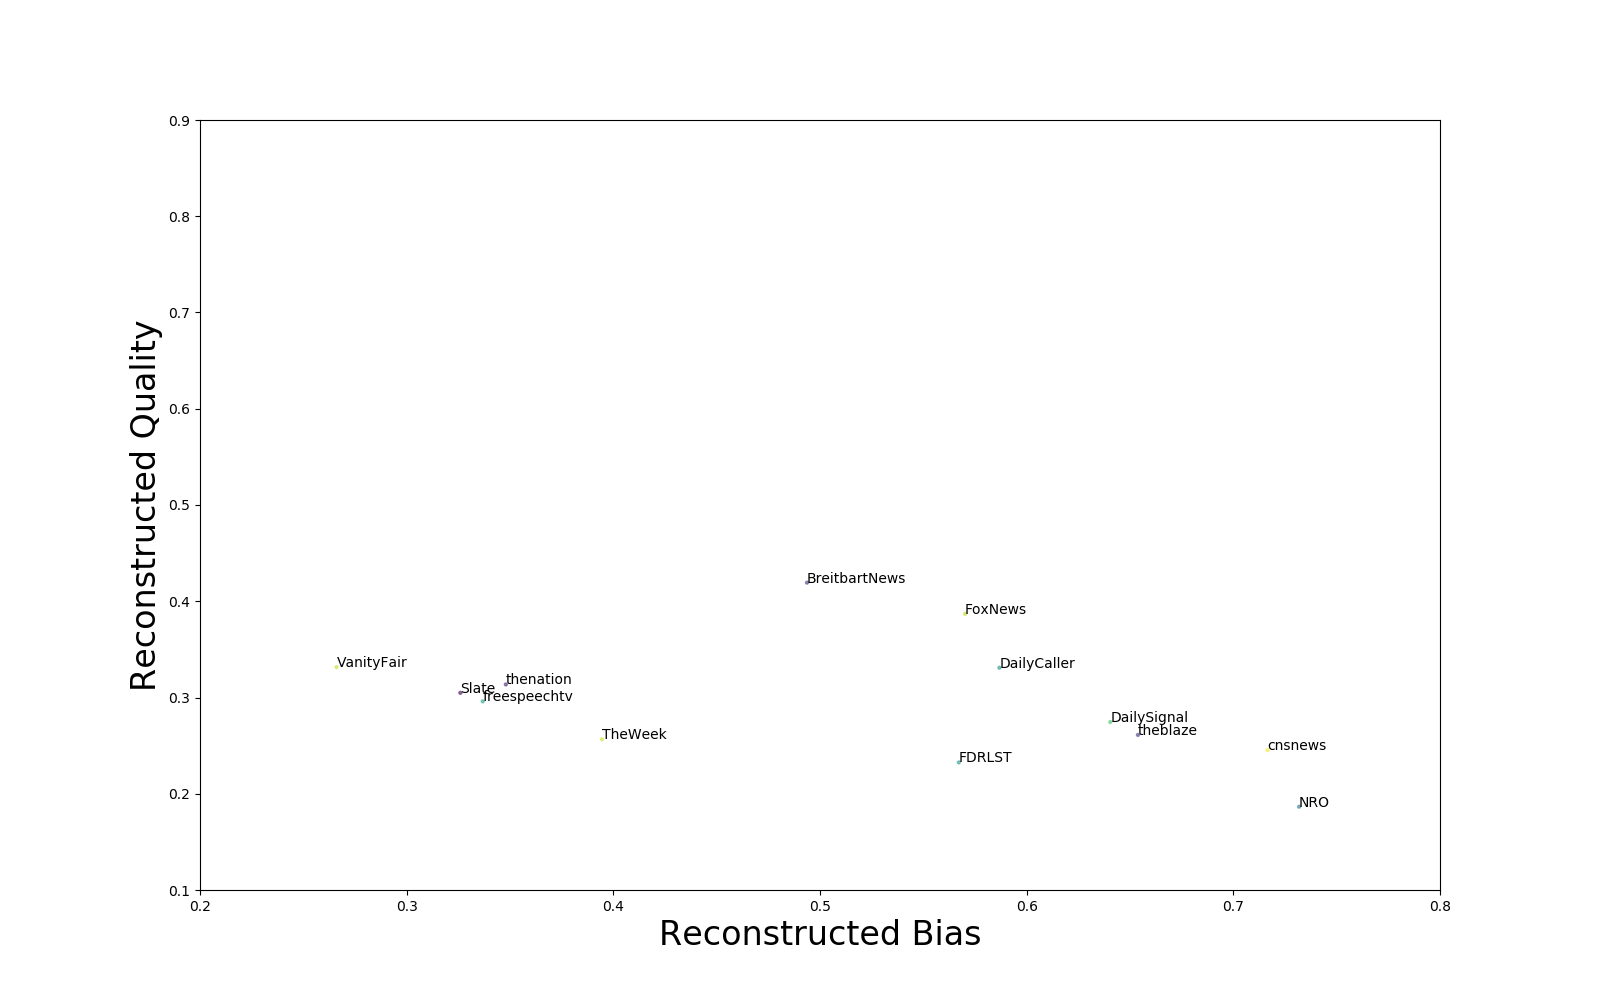 0.9
0.8
0.7
0.6
0.5
0.4
0.3
0.2
0.1
Reconstructed Quality
BreitbartNews
FoxNews
VanityFair
DailyCaller
thenation
Slate
freespeechtv
DailySignal
theblaze
TheWeek
cnsnews
FDRLST
NRO
0.2 0.3 0.4 0.5 0.6 0.7 0.8
Reconstructed Bias